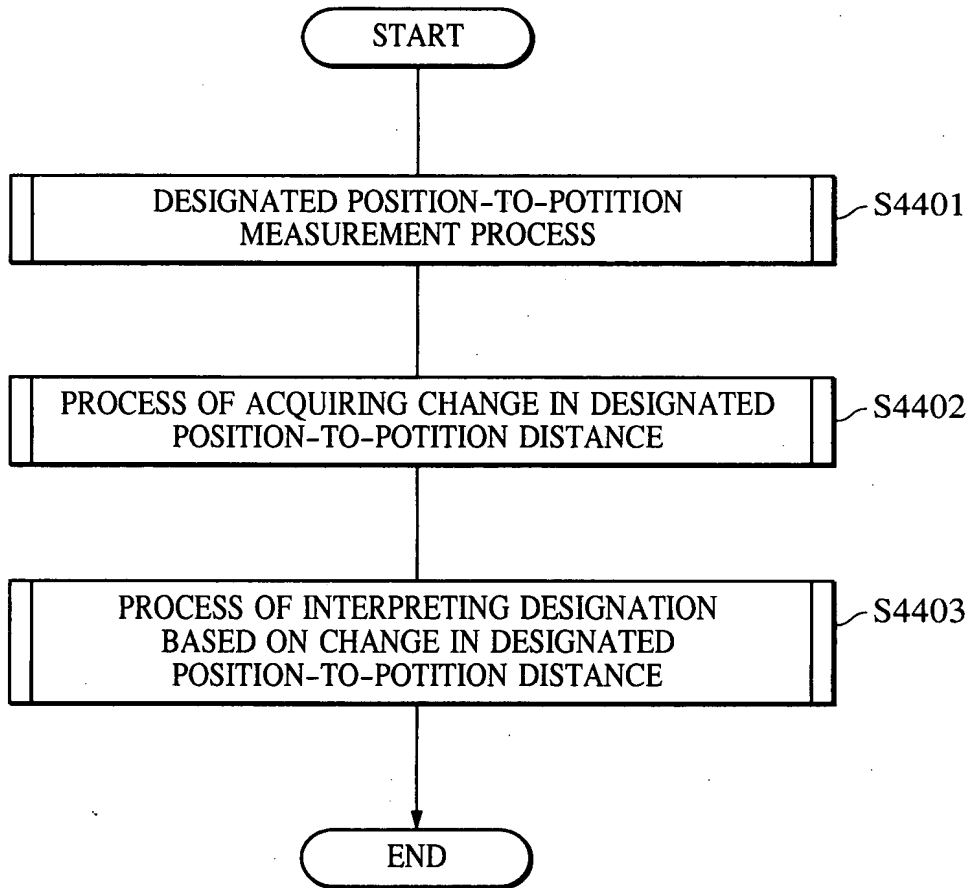 START
DESIGNATED POSITION-TO-POTITION
MEASUREMENT PROCESS
S4401
PROCESS OF ACQUIRING CHANGE IN DESIGNATED
POSITION-TO-POTITION DISTANCE
S4402
PROCESS OF INTERPRETING DESIGNATION
BASED ON CHANGE IN DESIGNATED
POSITION-TO-POTITION DISTANCE
S4403
END